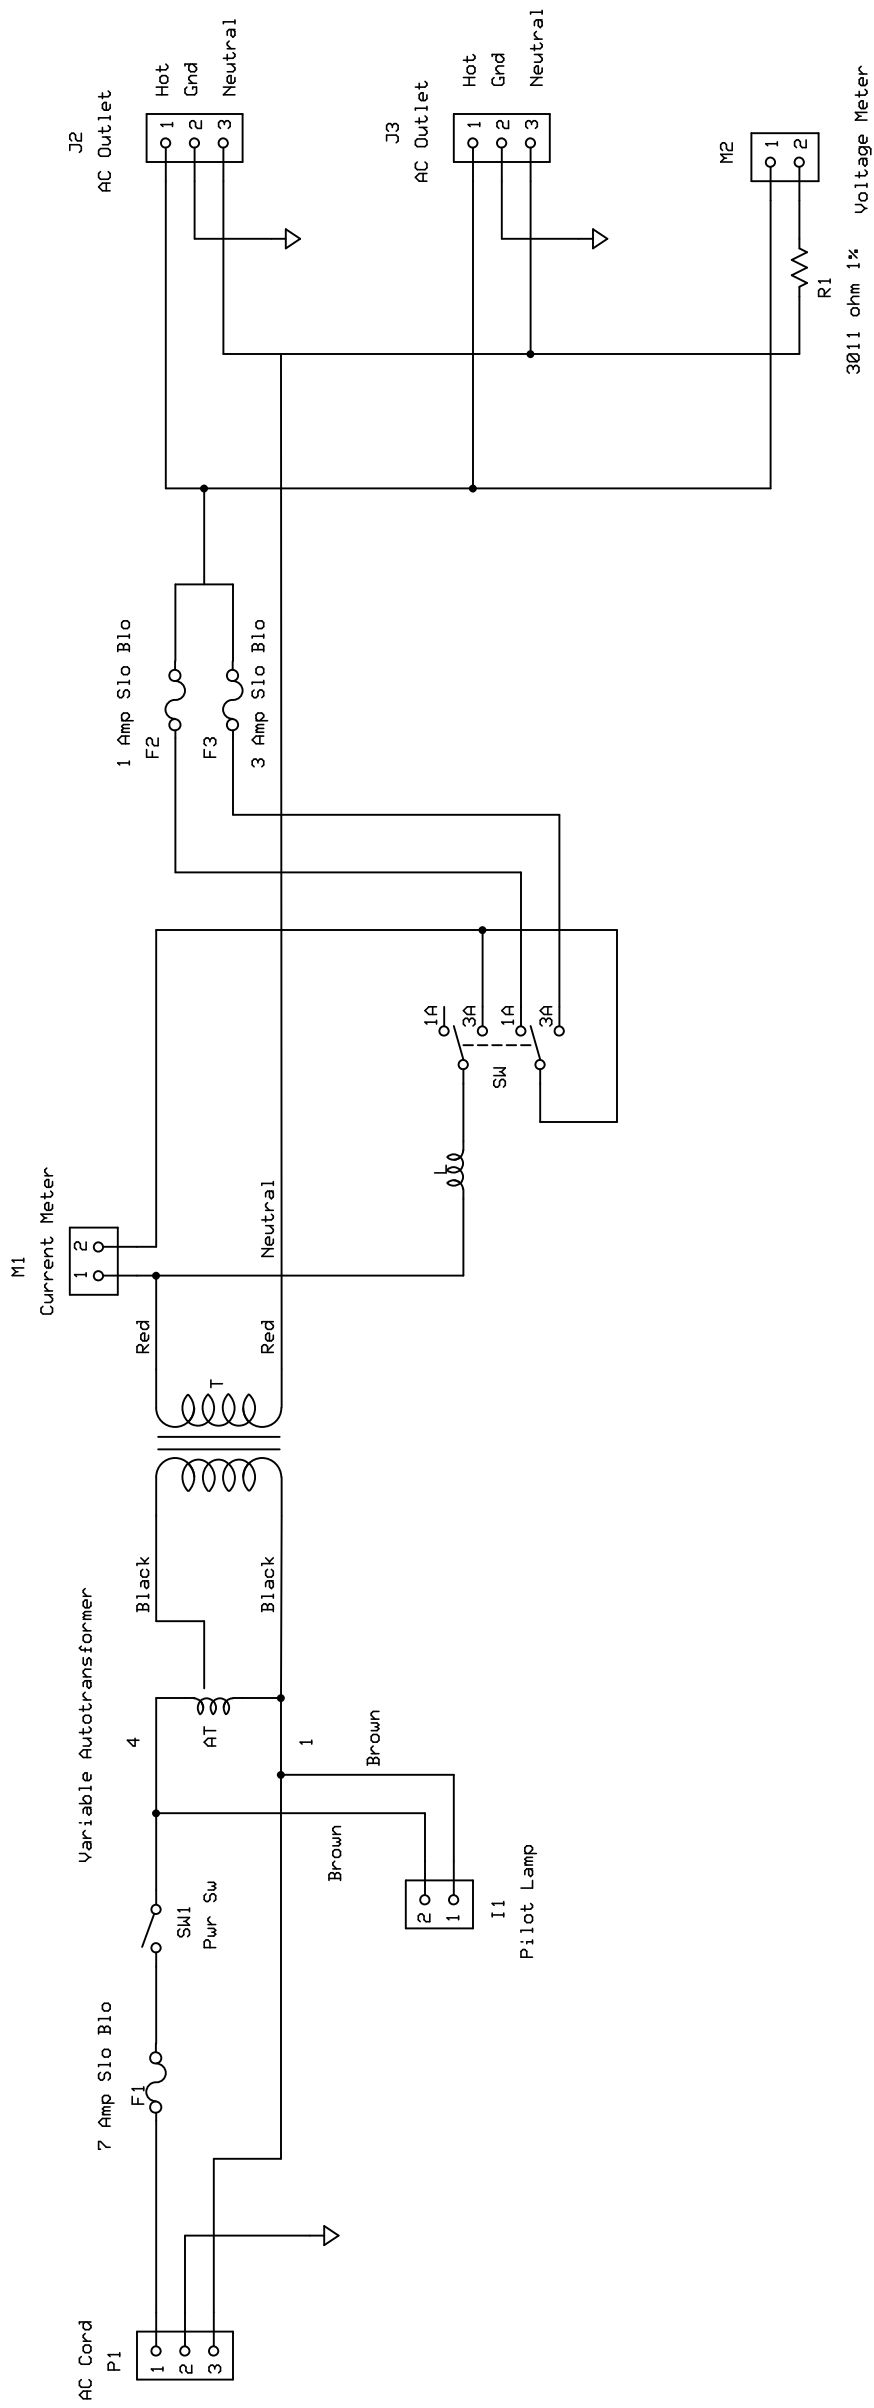 AC Cord
P1
1
2
3
7 Amp Slo Blo
F1
SW1
Pwr Sw
Variable Autotransformer
4
AT
1
Brown
Brown
2
1
I1
Pilot Lamp
Black
Black
T
Red
Red
Neutral
M1
Current Meter
1
2
L
SW
1A
3A
1A
3A
1 Amp Slo Blo
F2
F3
3 Amp Slo Blo
J2
AC Outlet
1
2
3
Hot
Gnd
Neutral
J3
AC Outlet
1
2
3
Hot
Gnd
Neutral
M2
1
2
R1
3011 ohm 1%
Voltage Meter